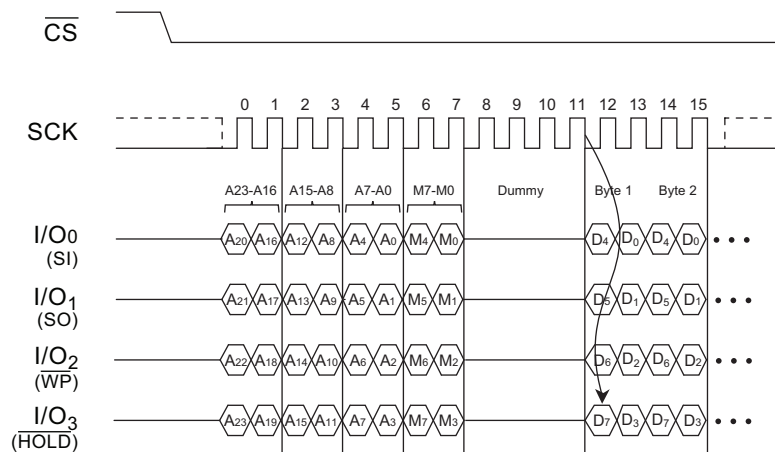 CS
0 1 2 3 4 5 6 7 8 9 10 11 12 13 14 15
SCK
A23-A16 A15-A8 A7-A0 M7-M0 Dummy Byte 1 Byte 2
I/O0 A20 A16 A12 A8 A4 A0 M4 M0 D4 D0 D4 D0 • • •
(SI)
I/O1 A21 A17 A13 A9 A5 A1 M5 M1 D5 D1 D5 D1 • • •
(SO)
I/O2 A22 A18 A14 A10 A6 A2 M6 M2 D6 D2 D6 D2 • • •
(WP)
I/O3 A23 A19 A15 A11 A7 A3 M7 M3 D7 D3 D7 D3 • • •
(HOLD)